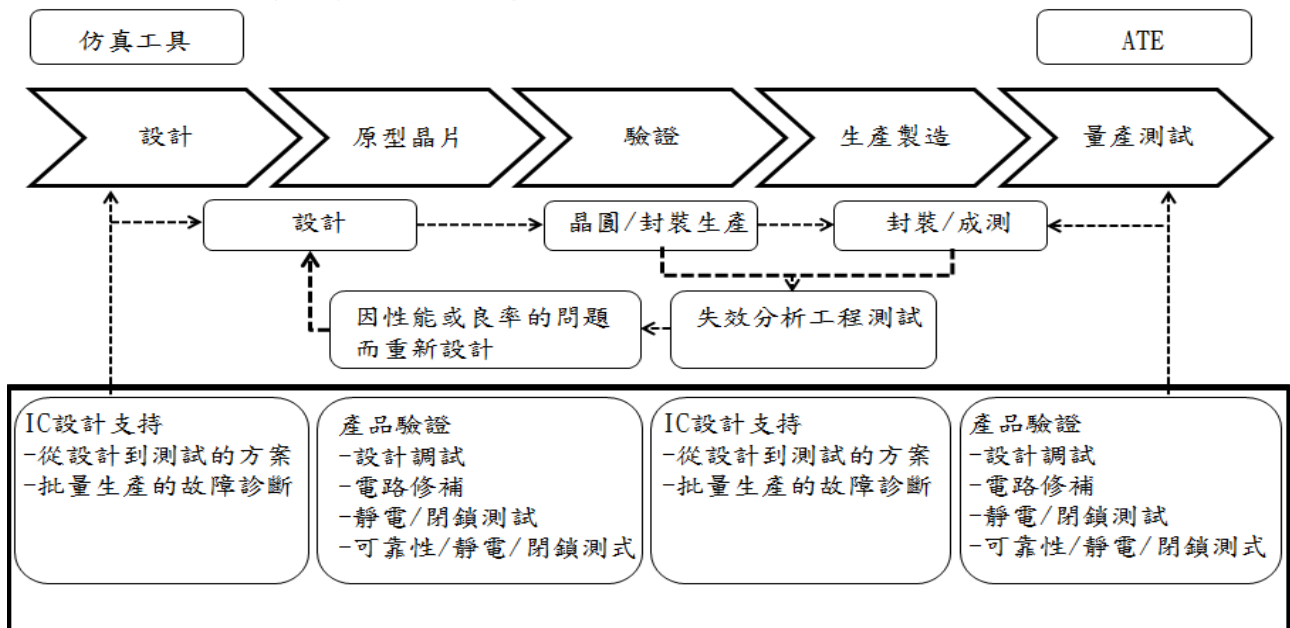 仿真工具
ATE
設計
原型晶片
驗證
生產製造
量產測試
設計
晶圓/封裝生產
封裝/成測
因性能或良率的問題
而重新設計
失效分析工程測試
IC設計支持
-從設計到測試的方案
-批量生產的故障診斷
產品驗證
-設計調試
-電路修補
-靜電/閉鎖測試
-可靠性/靜電/閉鎖測式
IC設計支持
-從設計到測試的方案
-批量生產的故障診斷
產品驗證
-設計調試
-電路修補
-靜電/閉鎖測試
-可靠性/靜電/閉鎖測式